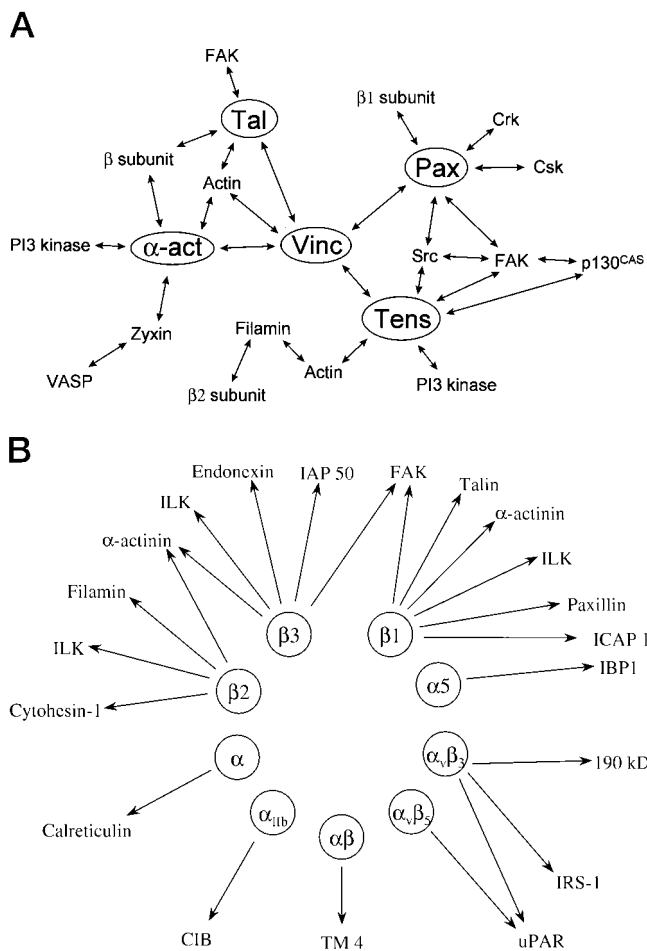 A
FAK
Tal
β1 subunit
Crk
β subunit
Pax
Csk
Actin
PI3 kinase
α-act
Vinc
Src
FAK
p130CAS
Zyxin
Filamin
Tens
VASP
β2 subunit
Actin
PI3 kinase
B
Endonexin
IAP 50
FAK
Talin
ILK
α-actinin
α-actinin
ILK
Filamin
Paxillin
β3
β1
ICAP 1
ILK
β2
α5
IBP1
Cytohesin-1
α
αvβ3
190 kD
Calreticulin
αIIb
αβ
αvβ5
IRS-1
CIB
TM 4
uPAR